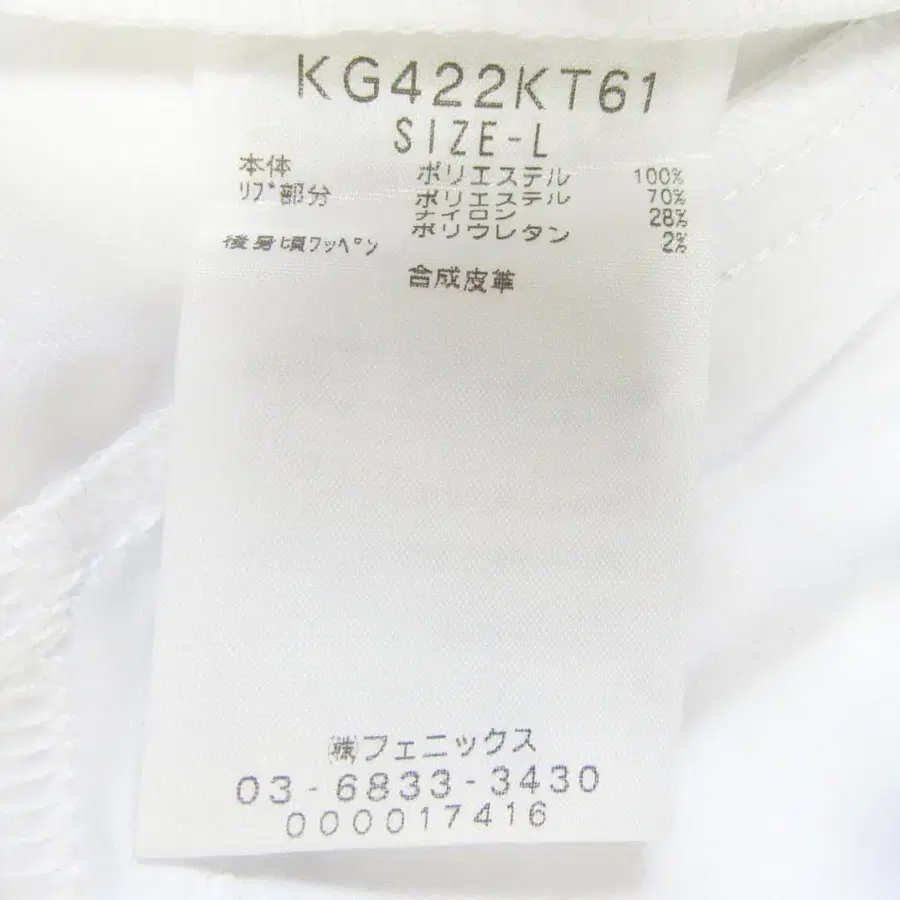 KG422KT61
SIZE-L
本体 ポリエステル 100%
ﾘﾌﾞ部分 ポリエステル 70%
ナイロン 28%
ポリウレタン 2%
後身頃ﾜｯﾍﾟﾝ
合成皮革
㈱フェニックス
03-6833-3430
000017416